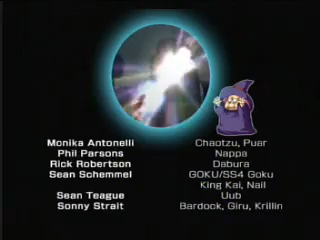 Monika Antonelli Chaotzu, Puar
Phil Parsons Nappa
Rick Robertson Dabura
Sean Schemmel GOKU/SS4 Goku
King Kai, Nail
Sean Teague Uub
Sonny Strait Bardock, Giru, Krillin